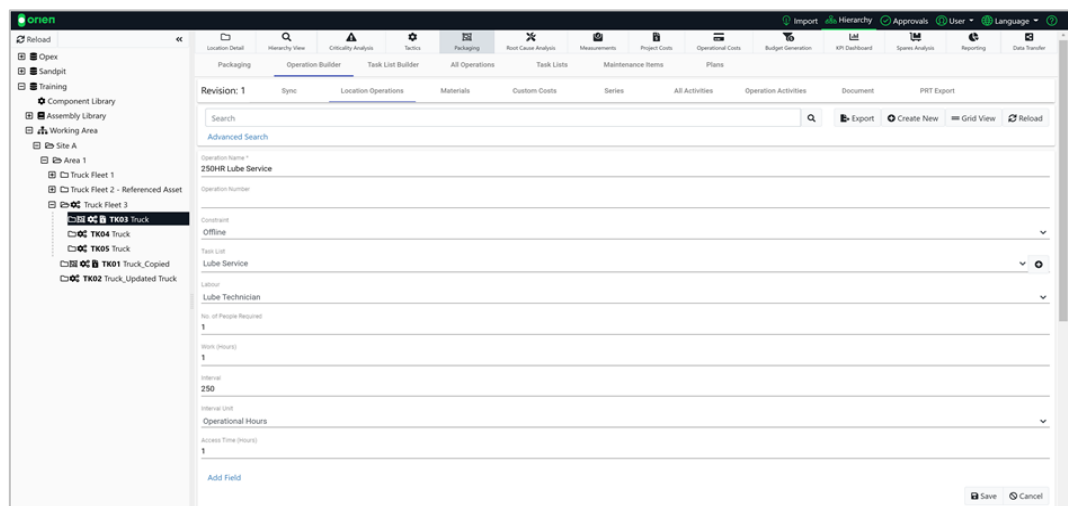 orien
Import Hierarchy Approvals User Language
Reload
Location Detail Hierarchy View Criticality Analysis Tactics Packaging Root Cause Analysis Measurements Project Costs Operational Costs Budget Generation KPI Dashboard Spares Analysis Reporting Data Transfer
Opex
Sandpit
Training
Component Library
Assembly Library
Working Area
Site A
Area 1
Truck Fleet 1
Truck Fleet 2 - Referenced Asset
Truck Fleet 3
TK03 Truck
TK04 Truck
TK05 Truck
TK01 Truck_Copied
TK02 Truck_Updated Truck
Packaging Operation Builder Task List Builder All Operations Task Lists Maintenance Items Plans
Revision: 1 Sync Location Operations Materials Custom Costs Series All Activities Operation Activities Document PRT Export
Search Export Create New Grid View Reload
Advanced Search
Operation Name *
250HR Lube Service
Operation Number
Constraint
Offline
Task List
Lube Service
Labour
Lube Technician
No. of People Required
1
Work (Hours)
1
Interval
250
Interval Unit
Operational Hours
Access Time (Hours)
1
Add Field
Save Cancel